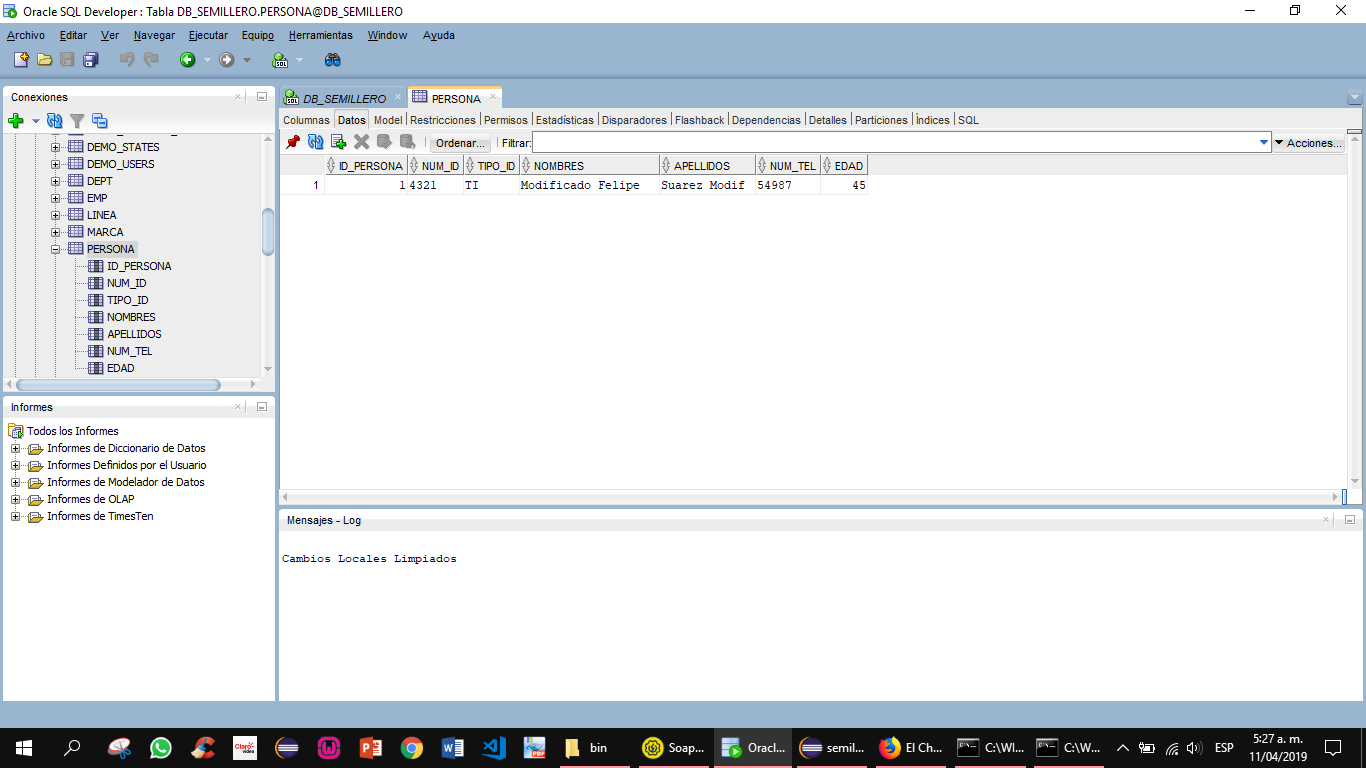 Oracle SQL Developer : Tabla DB_SEMILLERO.PERSONA@DB_SEMILLERO
Archivo Editar Ver Navegar Ejecutar Equipo Herramientas Window Ayuda
Conexiones
DEMO_STATES
DEMO_USERS
DEPT
EMP
LINEA
MARCA
PERSONA
ID_PERSONA
NUM_ID
TIPO_ID
NOMBRES
APELLIDOS
NUM_TEL
EDAD
Informes
Todos los Informes
Informes de Diccionario de Datos
Informes Definidos por el Usuario
Informes de Modelador de Datos
Informes de OLAP
Informes de TimesTen
DB_SEMILLERO PERSONA
Columnas Datos Model Restricciones Permisos Estadísticas Disparadores Flashback Dependencias Detalles Particiones Índices SQL
Ordenar... Filtrar: Acciones...
ID_PERSONA NUM_ID TIPO_ID NOMBRES APELLIDOS NUM_TEL EDAD
1 1 4321 TI Modificado Felipe Suarez Modif 54987 45
Mensajes - Log
Cambios Locales Limpiados
bin Soap... Oracl... semil... El Ch... C:\WI... C:\W... ESP 5:27 a. m.
11/04/2019